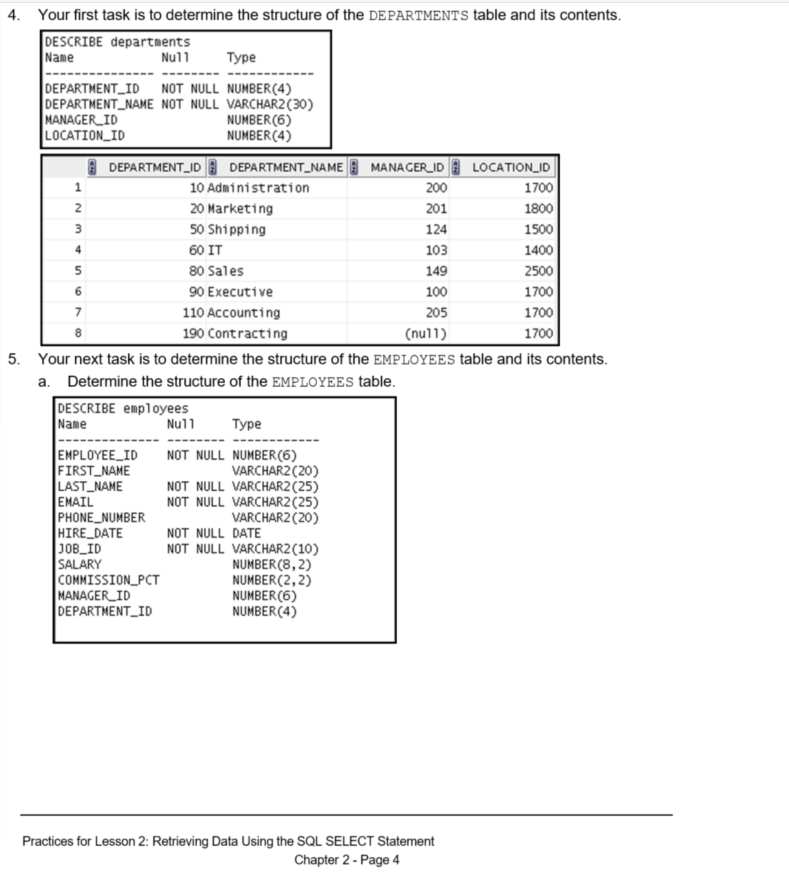 4. Your first task is to determine the structure of the DEPARTMENTS table and its contents.
DESCRIBE departments
Name Null Type
--------------- -------- ------------
DEPARTMENT_ID NOT NULL NUMBER(4)
DEPARTMENT_NAME NOT NULL VARCHAR2(30)
MANAGER_ID NUMBER(6)
LOCATION_ID NUMBER(4)
DEPARTMENT_ID DEPARTMENT_NAME MANAGER_ID LOCATION_ID
1 10 Administration 200 1700
2 20 Marketing 201 1800
3 50 Shipping 124 1500
4 60 IT 103 1400
5 80 Sales 149 2500
6 90 Executive 100 1700
7 110 Accounting 205 1700
8 190 Contracting (null) 1700
5. Your next task is to determine the structure of the EMPLOYEES table and its contents.
a. Determine the structure of the EMPLOYEES table.
DESCRIBE employees
Name Null Type
-------------- -------- ------------
EMPLOYEE_ID NOT NULL NUMBER(6)
FIRST_NAME VARCHAR2(20)
LAST_NAME NOT NULL VARCHAR2(25)
EMAIL NOT NULL VARCHAR2(25)
PHONE_NUMBER VARCHAR2(20)
HIRE_DATE NOT NULL DATE
JOB_ID NOT NULL VARCHAR2(10)
SALARY NUMBER(8,2)
COMMISSION_PCT NUMBER(2,2)
MANAGER_ID NUMBER(6)
DEPARTMENT_ID NUMBER(4)
Practices for Lesson 2: Retrieving Data Using the SQL SELECT Statement
Chapter 2 - Page 4